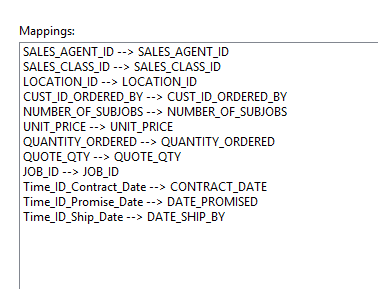 Mappings:
SALES_AGENT_ID --> SALES_AGENT_ID
SALES_CLASS_ID --> SALES_CLASS_ID
LOCATION_ID --> LOCATION_ID
CUST_ID_ORDERED_BY --> CUST_ID_ORDERED_BY
NUMBER_OF_SUBJOBS --> NUMBER_OF_SUBJOBS
UNIT_PRICE --> UNIT_PRICE
QUANTITY_ORDERED --> QUANTITY_ORDERED
QUOTE_QTY --> QUOTE_QTY
JOB_ID --> JOB_ID
Time_ID_Contract_Date --> CONTRACT_DATE
Time_ID_Promise_Date --> DATE_PROMISED
Time_ID_Ship_Date --> DATE_SHIP_BY